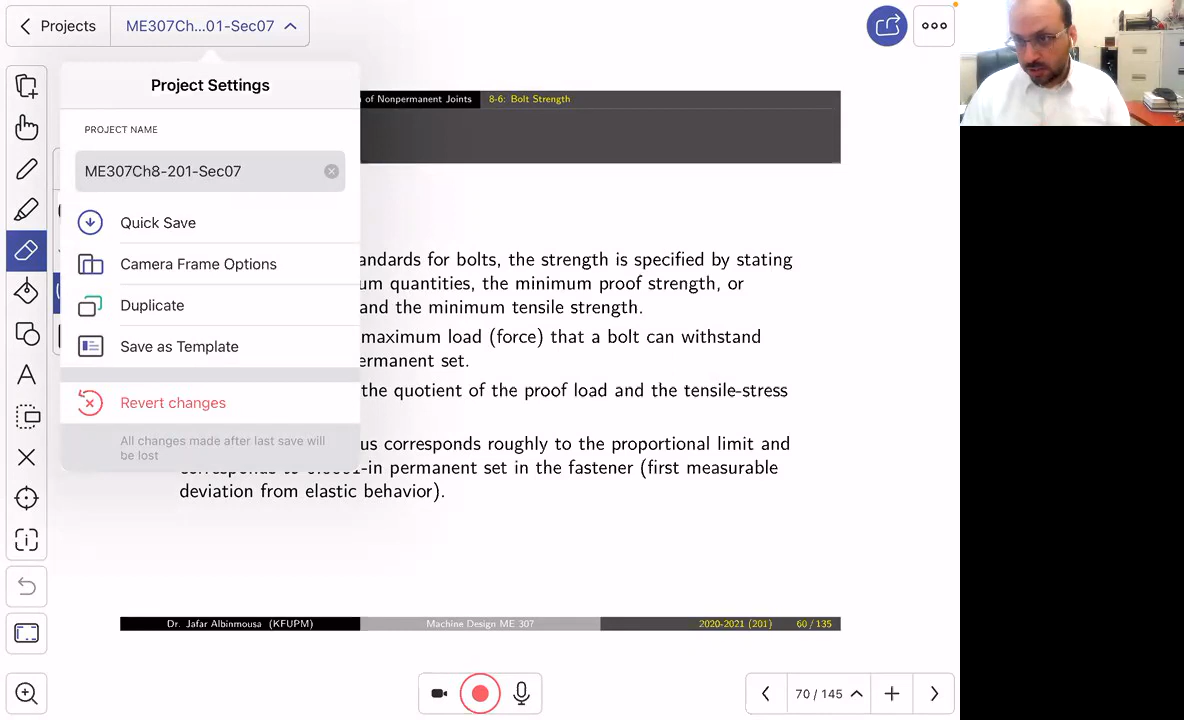 Projects
ME307Ch...01-Sec07
Project Settings
PROJECT NAME
ME307Ch8-201-Sec07
Quick Save
Camera Frame Options
Duplicate
Save as Template
Revert changes
All changes made after last save will
be lost
of Nonpermanent Joints
8-6: Bolt Strength
andards for bolts, the strength is specified by stating
um quantities, the minimum proof strength, or
and the minimum tensile strength.
maximum load (force) that a bolt can withstand
ermanent set.
the quotient of the proof load and the tensile-stress
us corresponds roughly to the proportional limit and
corresponds to 0.0001-in permanent set in the fastener (first measurable
deviation from elastic behavior).
Dr. Jafar Albinmousa (KFUPM)
Machine Design ME 307
2020-2021 (201)
60 / 135
70 / 145